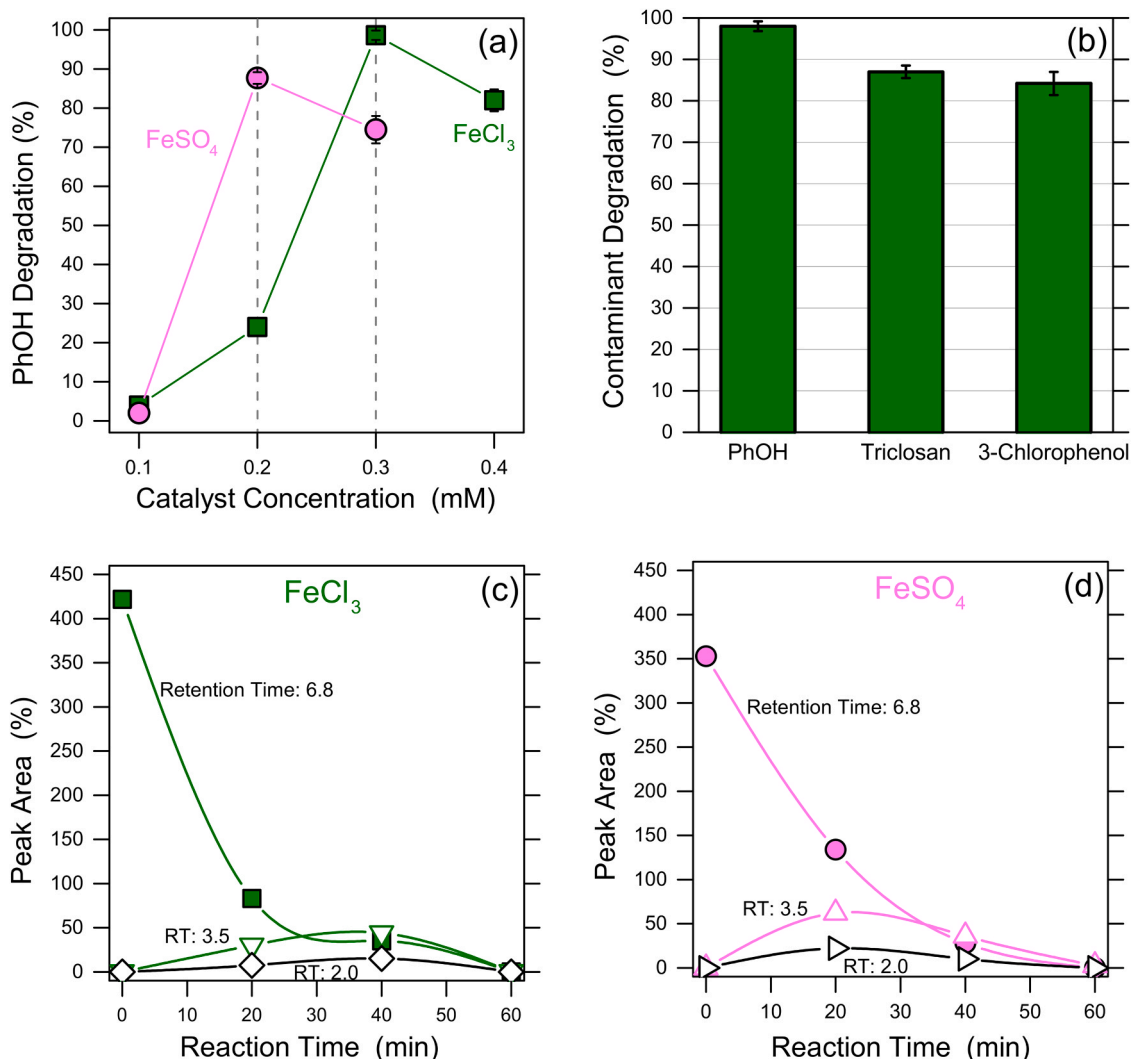 (a)
PhOH Degradation (%)
100
90
80
70
60
50
40
30
20
10
0
FeSO₄
FeCl₃
0.1
0.2
0.3
0.4
Catalyst Concentration (mM)
(b)
Contaminant Degradation (%)
100
90
80
70
60
50
40
30
20
10
0
PhOH
Triclosan
3-Chlorophenol
(c)
FeCl₃
Peak Area (%)
450
400
350
300
250
200
150
100
50
0
Retention Time: 6.8
RT: 3.5
RT: 2.0
0
10
20
30
40
50
60
Reaction Time (min)
(d)
FeSO₄
Peak Area (%)
450
400
350
300
250
200
150
100
50
0
Retention Time: 6.8
RT: 3.5
RT: 2.0
0
10
20
30
40
50
60
Reaction Time (min)